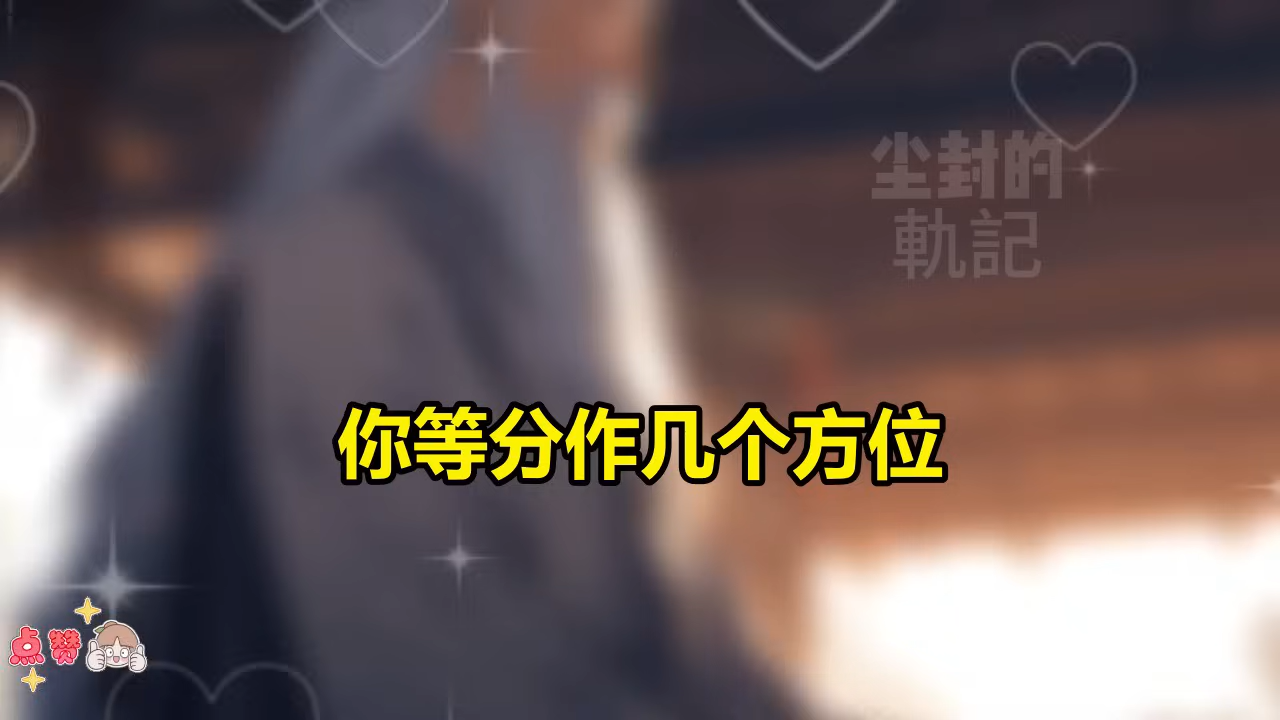 尘封的
軌記
你等分作几个方位
点赞